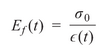 E_f(t) = σ_0 / ϵ(t)